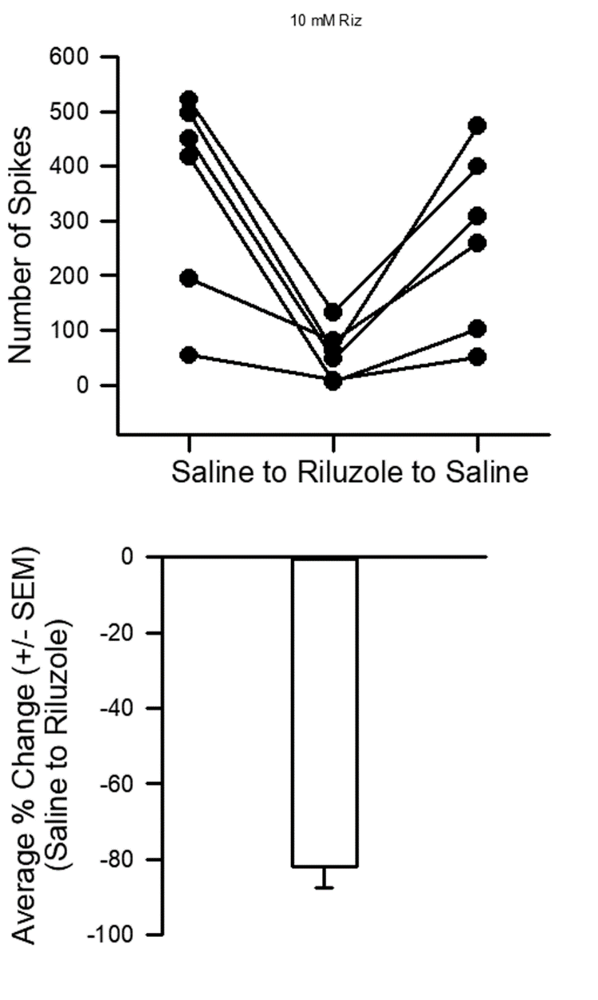 10 mM Riz
600
500
400
300
200
100
0
Number of Spikes
Saline to Riluzole to Saline
0
-20
-40
-60
-80
-100
Average % Change (+/- SEM)
(Saline to Riluzole)